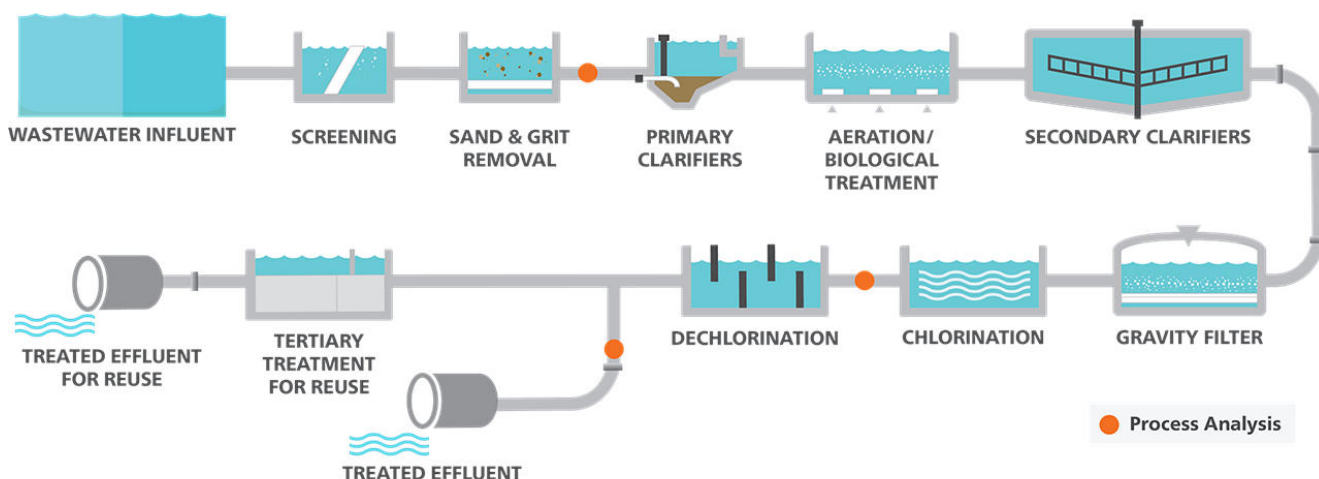 WASTEWATER INFLUENT
SCREENING
SAND & GRIT
REMOVAL
PRIMARY
CLARIFIERS
AERATION/
BIOLOGICAL
TREATMENT
SECONDARY CLARIFIERS
TREATED EFFLUENT
FOR REUSE
TERTIARY
TREATMENT
FOR REUSE
DECHLORINATION
CHLORINATION
GRAVITY FILTER
TREATED EFFLUENT
Process Analysis